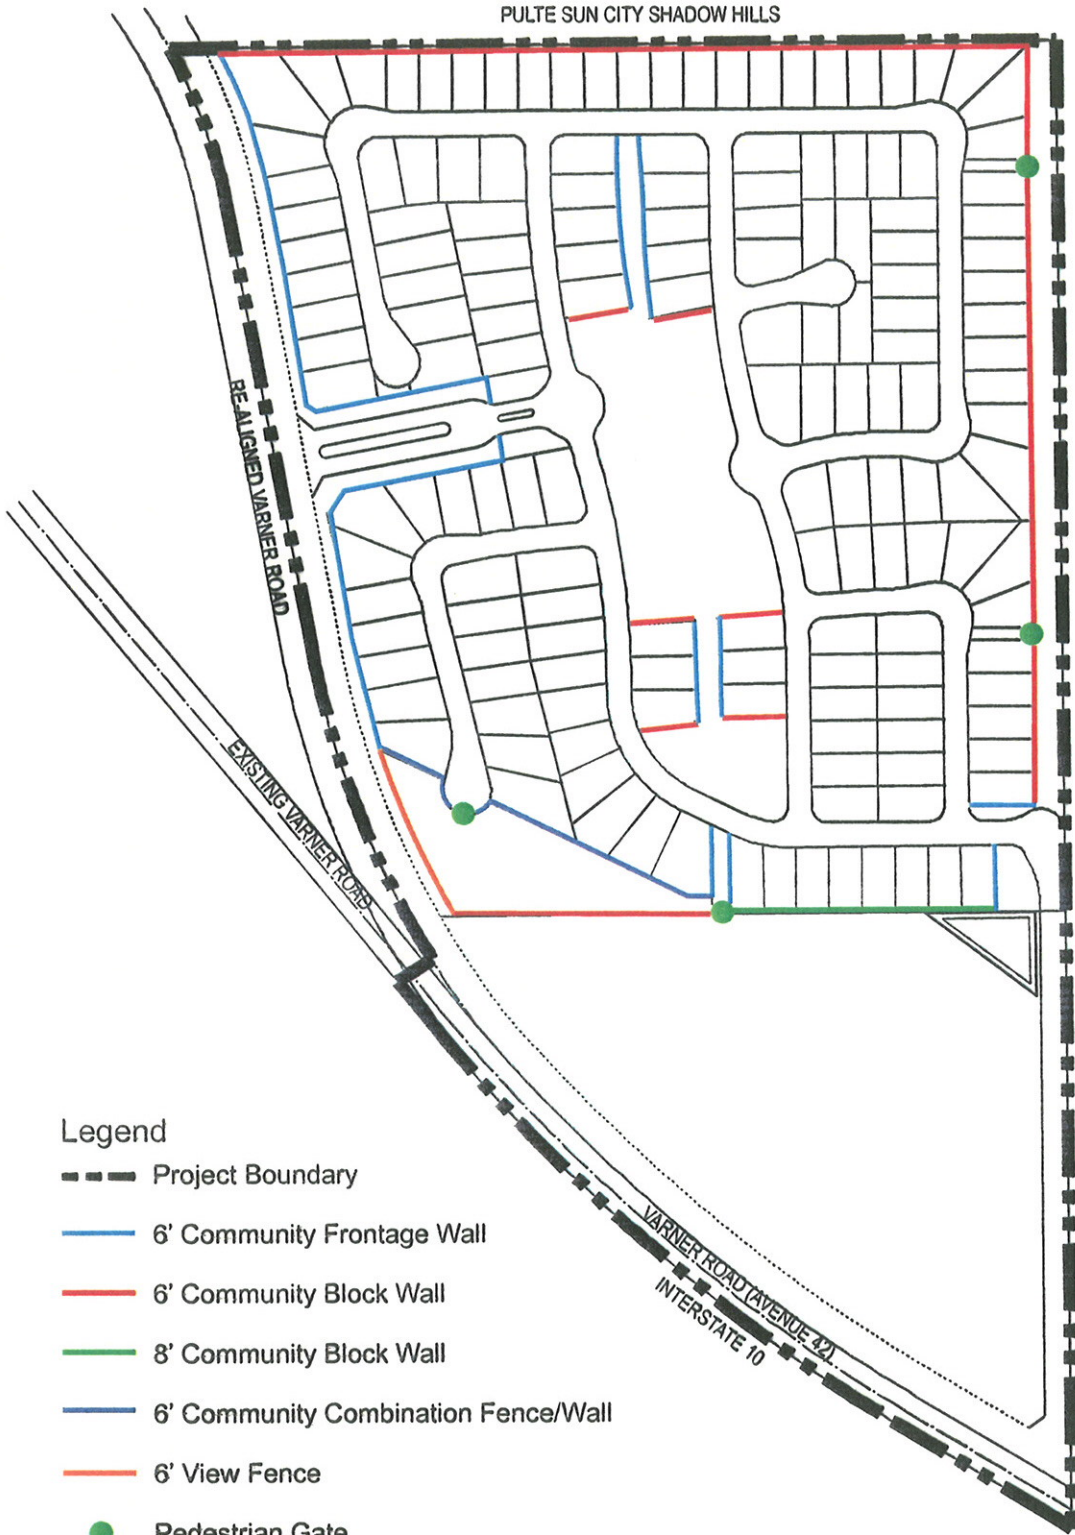 PULTE SUN CITY SHADOW HILLS
RE-ALIGNED VARNER ROAD
EXISTING VARNER ROAD
VARNER ROAD (AVENUE 42)
INTERSTATE 10
Legend
Project Boundary
6' Community Frontage Wall
6' Community Block Wall
8' Community Block Wall
6' Community Combination Fence/Wall
6' View Fence
Pedestrian Gate